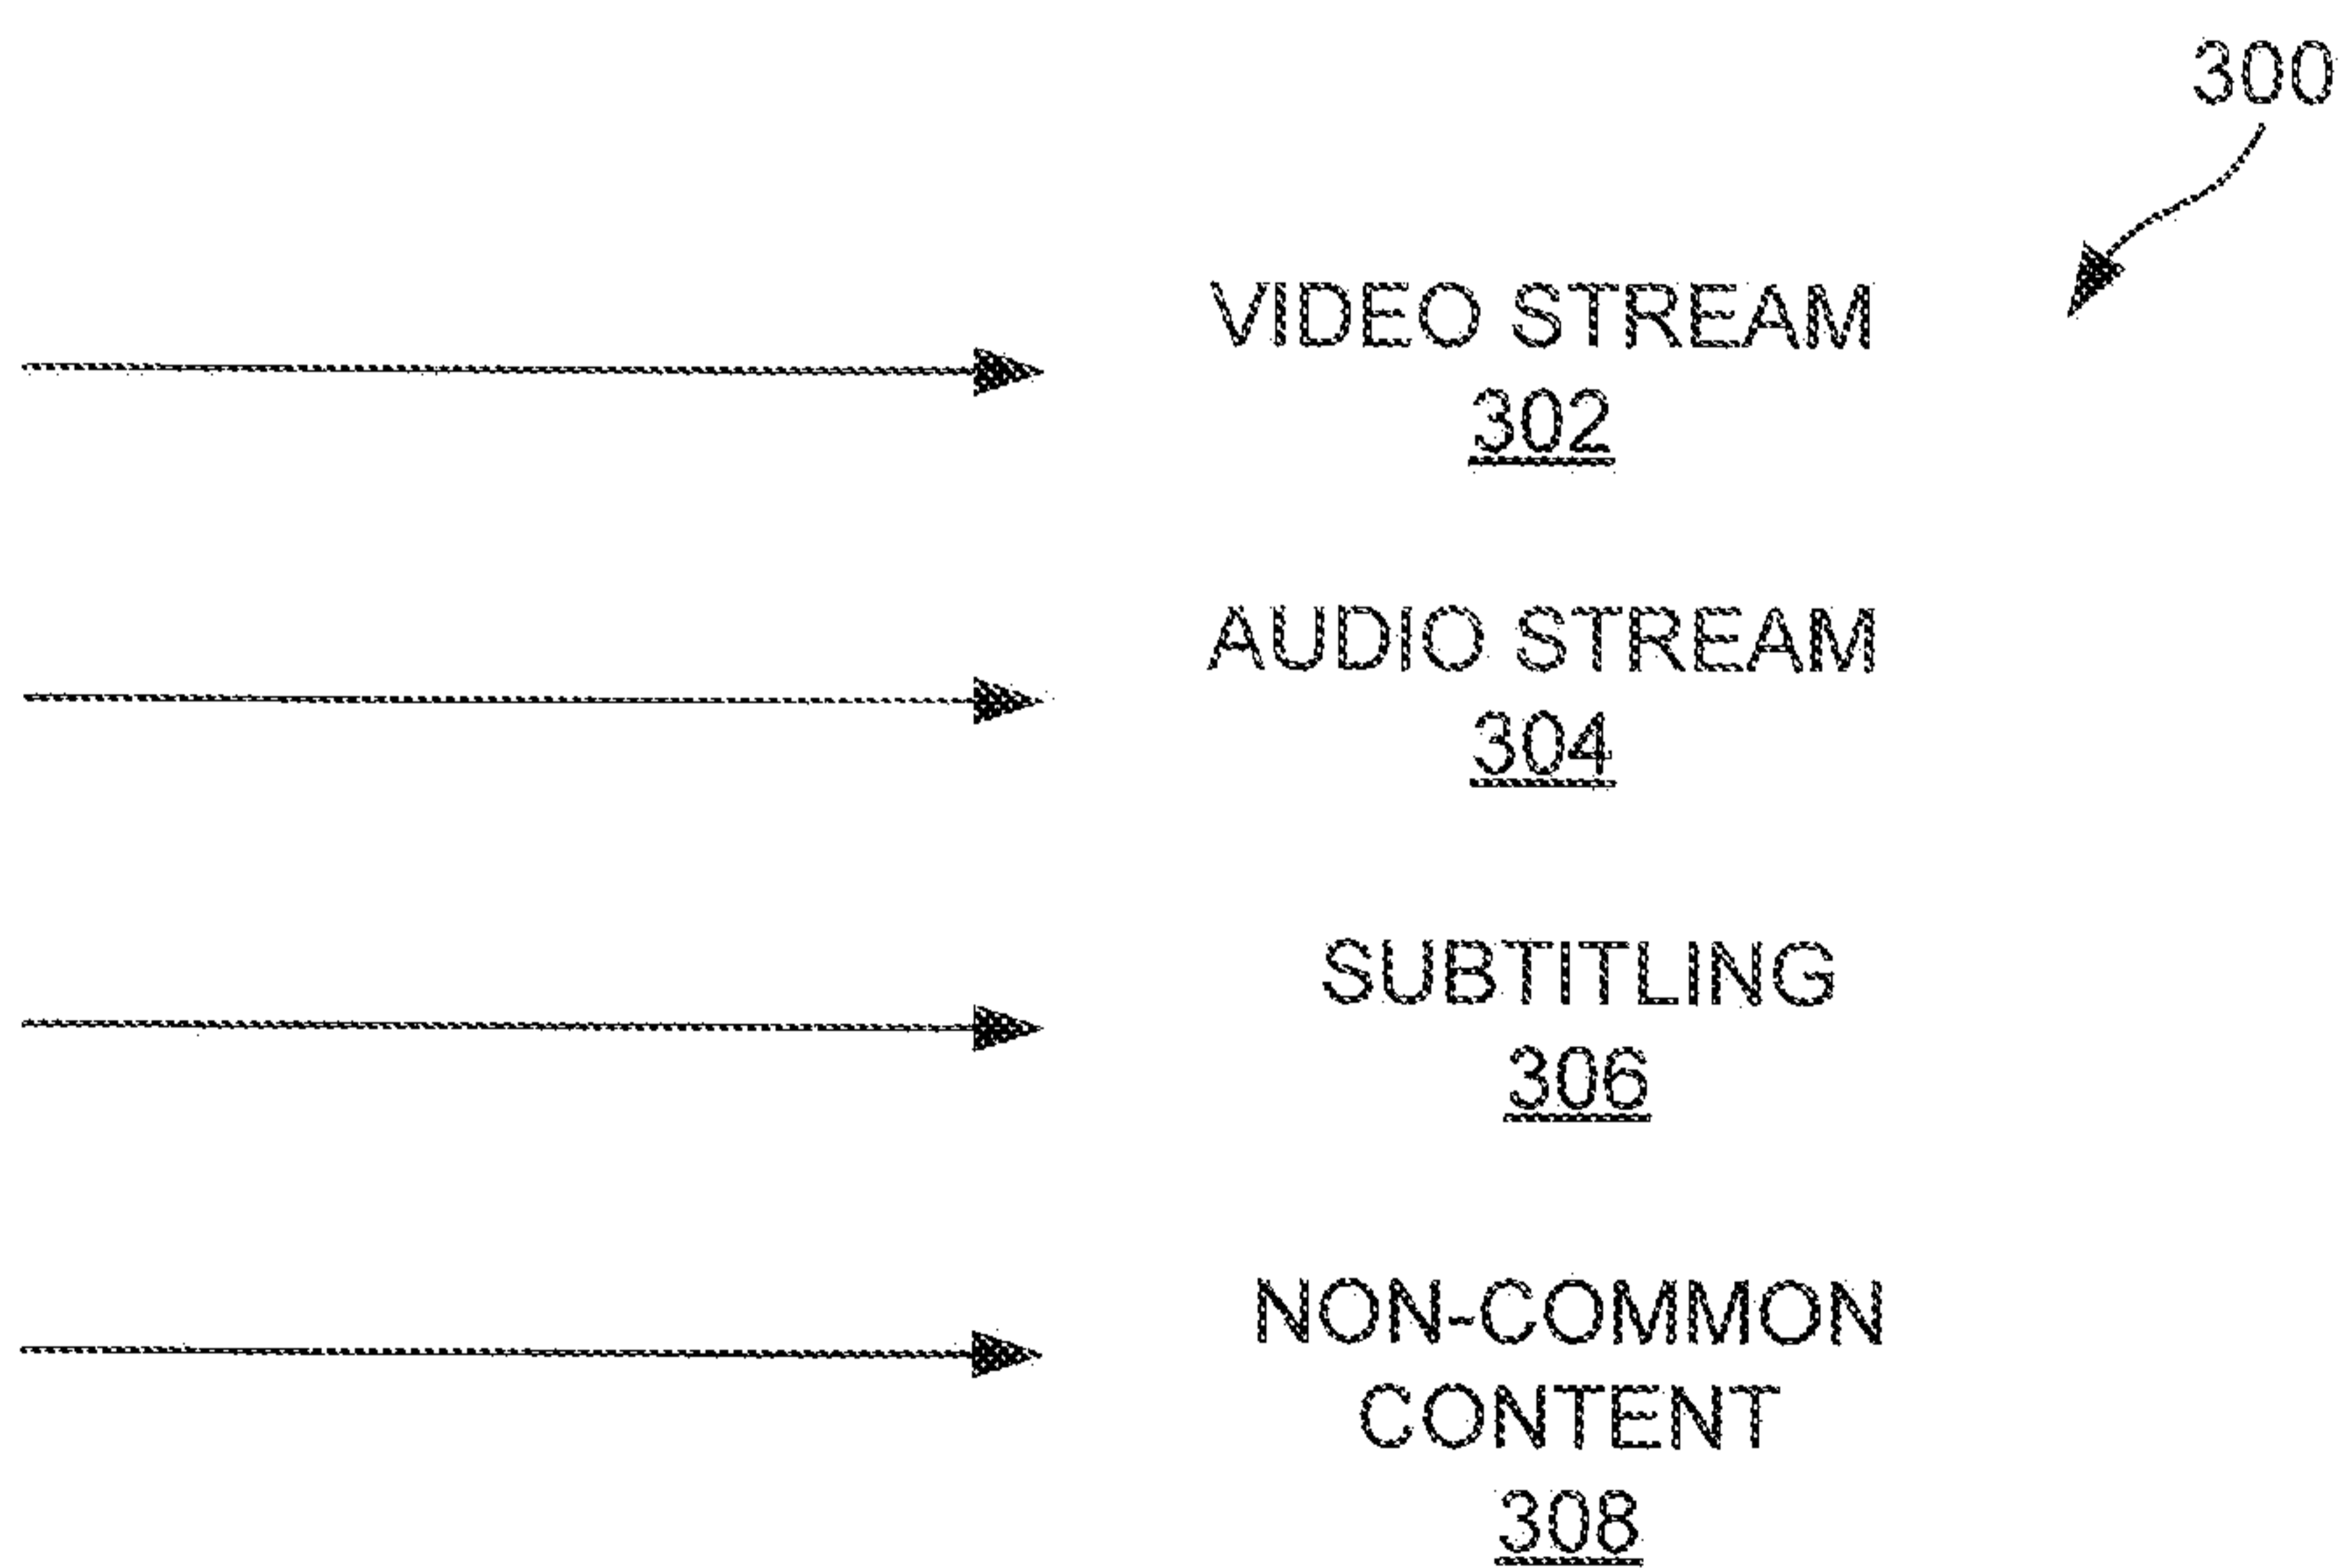 300
VIDEO STREAM
302
AUDIO STREAM
304
SUBTITLING
306
NON-COMMON
CONTENT
308